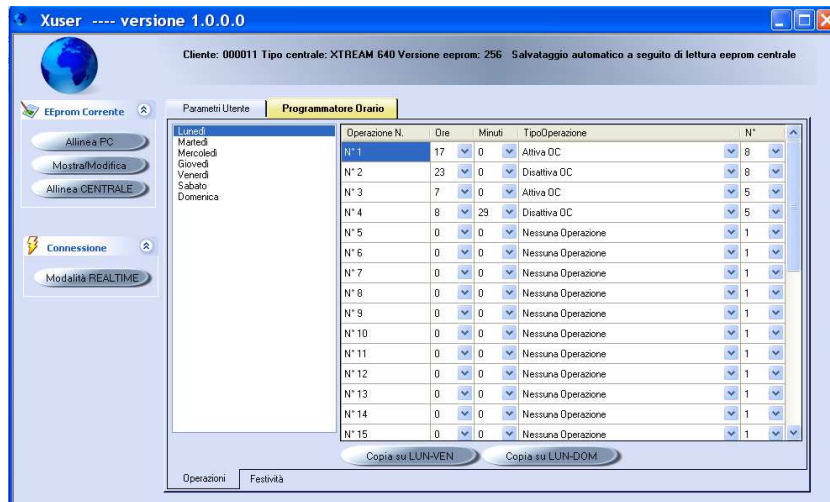 Xuser ---- versione 1.0.0.0
Cliente: 000011 Tipo centrale: XTREAM 640 Versione eeprom: 256 Salvataggio automatico a seguito di lettura eeprom centrale
EEprom Corrente
Allinea PC
Mostra/Modifica
Allinea CENTRALE
Connessione
Modalità REALTIME
Parametri Utente Programmatore Orario
Lunedì
Martedì
Mercoledì
Giovedì
Venerdì
Sabato
Domenica
Operazione N. Ore Minuti TipoOperazione N°
N° 1 17 0 Attiva OC 8
N° 2 23 0 Disattiva OC 8
N° 3 7 0 Attiva OC 5
N° 4 8 29 Disattiva OC 5
N° 5 0 0 Nessuna Operazione 1
N° 6 0 0 Nessuna Operazione 1
N° 7 0 0 Nessuna Operazione 1
N° 8 0 0 Nessuna Operazione 1
N° 9 0 0 Nessuna Operazione 1
N° 10 0 0 Nessuna Operazione 1
N° 11 0 0 Nessuna Operazione 1
N° 12 0 0 Nessuna Operazione 1
N° 13 0 0 Nessuna Operazione 1
N° 14 0 0 Nessuna Operazione 1
N° 15 0 0 Nessuna Operazione 1
Copia su LUN-VEN Copia su LUN-DOM
Operazioni Festività